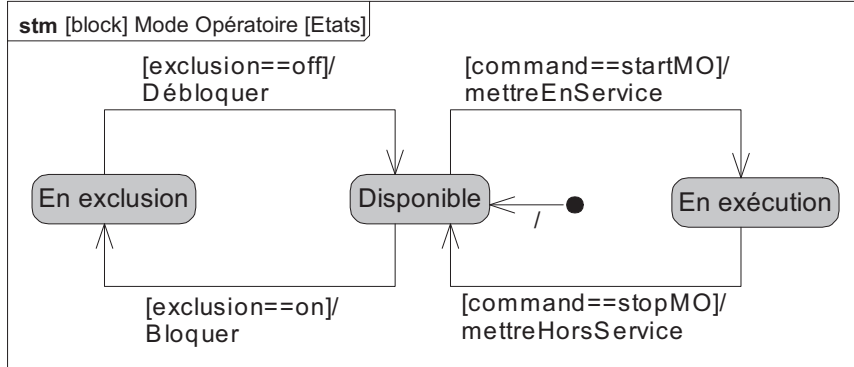 stm [block] Mode Opératoire [Etats]
[exclusion==off]/
Débloquer
[command==startMO]/
mettreEnService
En exclusion
Disponible
/
En exécution
[exclusion==on]/
Bloquer
[command==stopMO]/
mettreHorsService